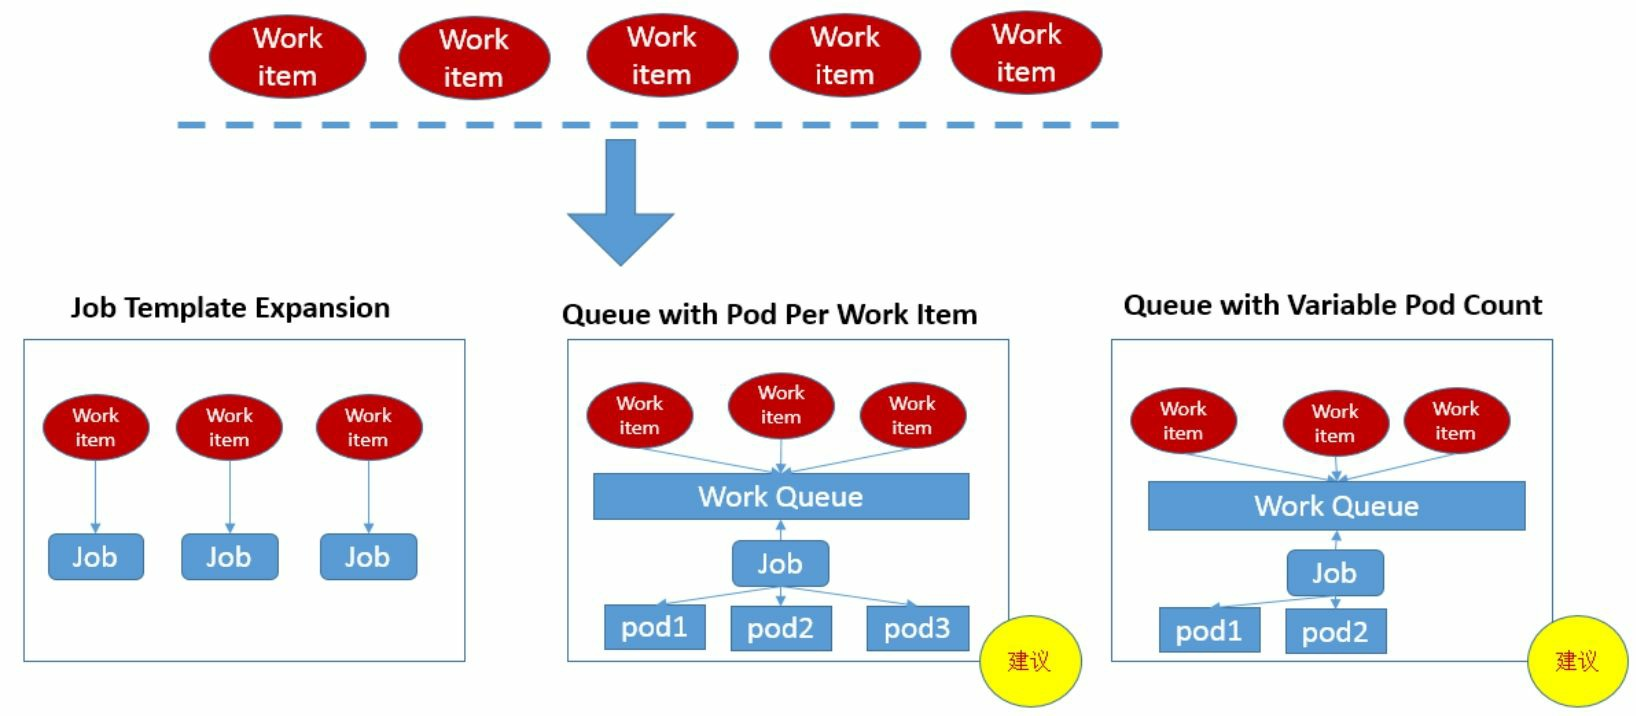 Work
item
Work
item
Work
item
Work
item
Work
item
Job Template Expansion
Work
item
Work
item
Work
item
Job
Job
Job
Queue with Pod Per Work Item
Work
item
Work
item
Work
item
Work Queue
Job
pod1
pod2
pod3
建议
Queue with Variable Pod Count
Work
item
Work
item
Work
item
Work Queue
Job
pod1
pod2
建议